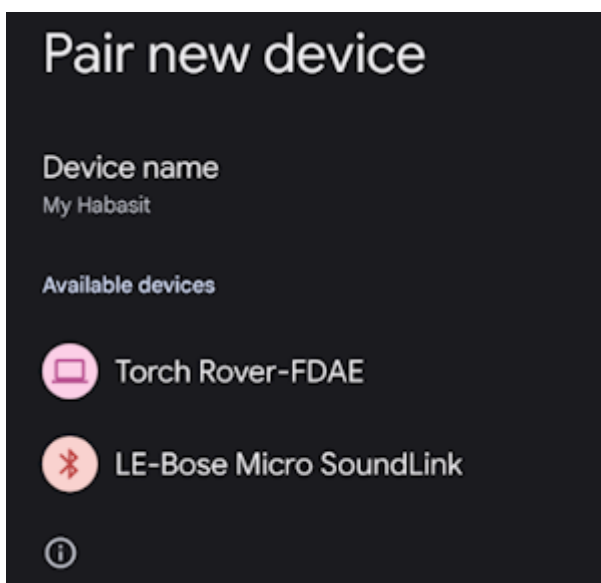 Pair new device
Device name
My Habasit
Available devices
Torch Rover-FDAE
LE-Bose Micro SoundLink